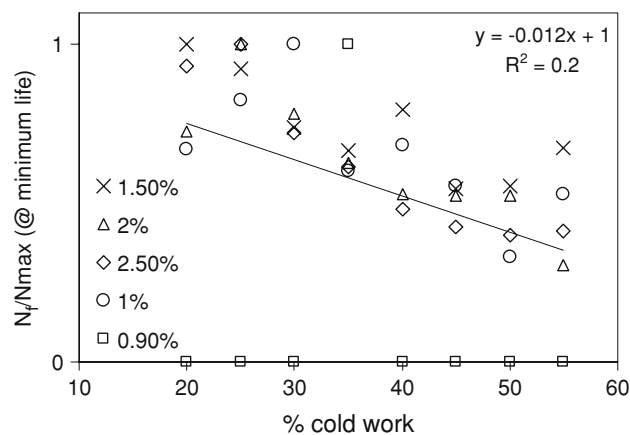 y = -0.012x + 1
R² = 0.2
N_f/Nmax (@ minimum life)
1
0
1.50%
2%
2.50%
1%
0.90%
10 20 30 40 50 60
% cold work